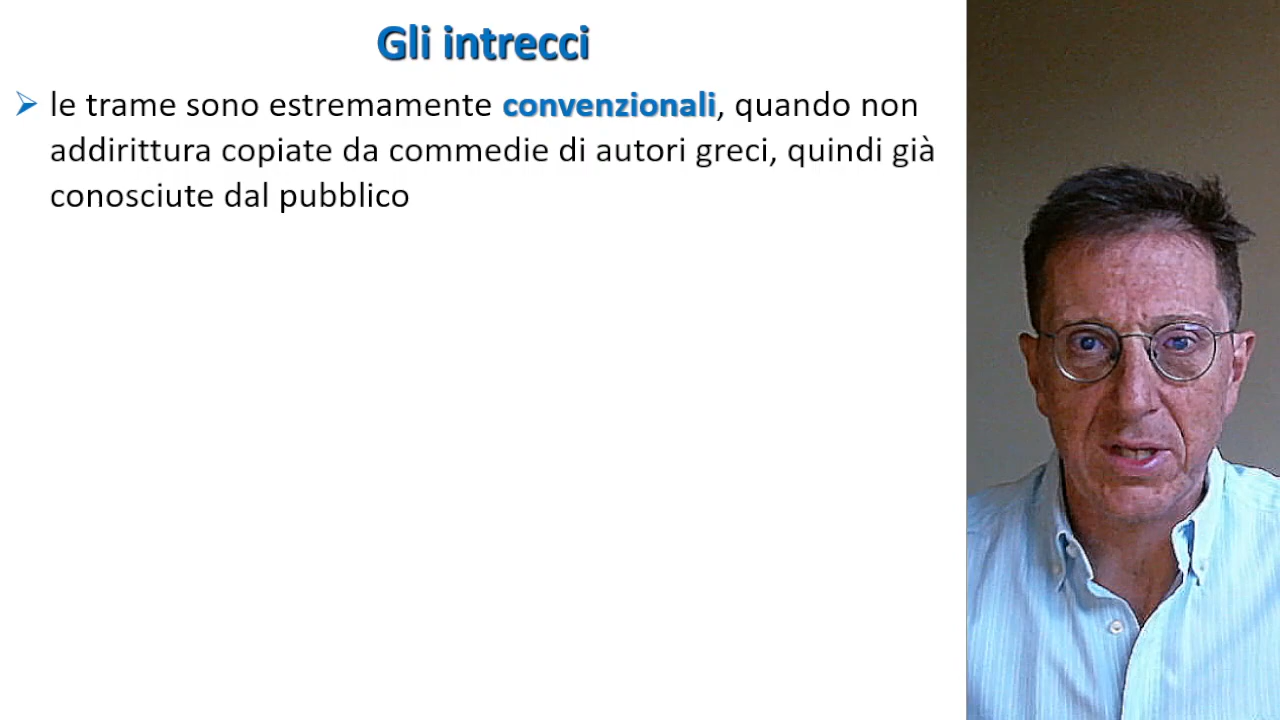 Gli intrecci
le trame sono estremamente convenzionali, quando non
addirittura copiate da commedie di autori greci, quindi già
conosciute dal pubblico